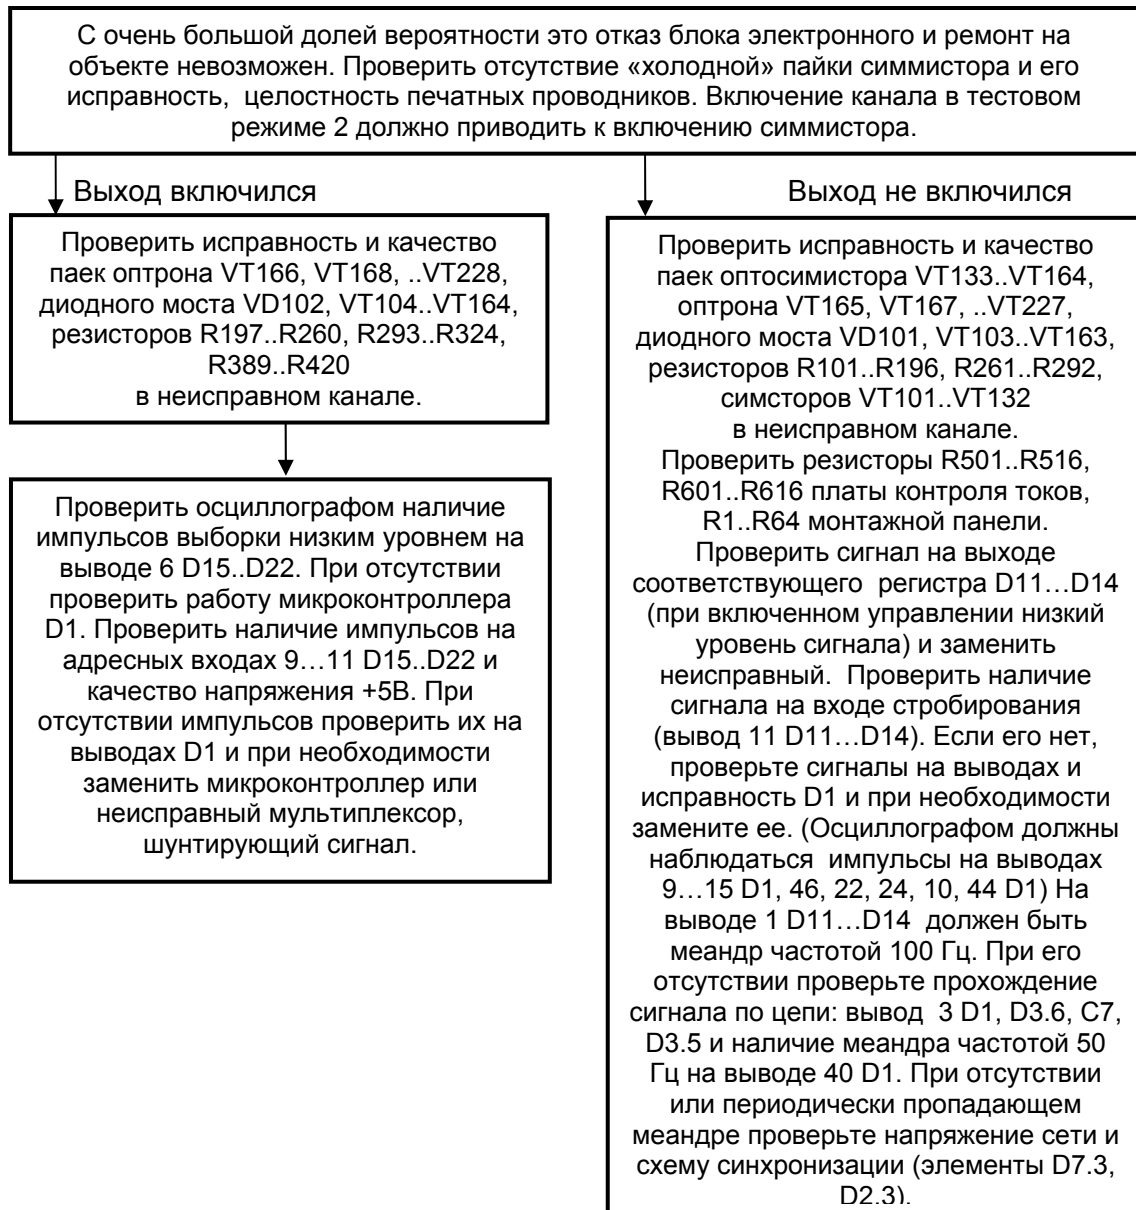 С очень большой долей вероятности это отказ блока электронного и ремонт на
объекте невозможен. Проверить отсутствие «холодной» пайки симмистора и его
исправность, целостность печатных проводников. Включение канала в тестовом
режиме 2 должно приводить к включению симмистора.
Выход включился
Проверить исправность и качество
паек оптрона VT166, VT168, ..VT228,
диодного моста VD102, VT104..VT164,
резисторов R197..R260, R293..R324,
R389..R420
в неисправном канале.
Проверить осциллографом наличие
импульсов выборки низким уровнем на
выводе 6 D15..D22. При отсутствии
проверить работу микроконтроллера
D1. Проверить наличие импульсов на
адресных входах 9…11 D15..D22 и
качество напряжения +5В. При
отсутствии импульсов проверить их на
выводах D1 и при необходимости
заменить микроконтроллер или
неисправный мультиплексор,
шунтирующий сигнал.
Выход не включился
Проверить исправность и качество
паек оптосимистора VT133..VT164,
оптрона VT165, VT167, ..VT227,
диодного моста VD101, VT103..VT163,
резисторов R101..R196, R261..R292,
симсторов VT101..VT132
в неисправном канале.
Проверить резисторы R501..R516,
R601..R616 платы контроля токов,
R1..R64 монтажной панели.
Проверить сигнал на выходе
соответствующего регистра D11…D14
(при включенном управлении низкий
уровень сигнала) и заменить
неисправный. Проверить наличие
сигнала на входе стробирования
(вывод 11 D11…D14). Если его нет,
проверьте сигналы на выводах и
исправность D1 и при необходимости
замените ее. (Осциллографом должны
наблюдаться импульсы на выводах
9…15 D1, 46, 22, 24, 10, 44 D1) На
выводе 1 D11…D14 должен быть
меандр частотой 100 Гц. При его
отсутствии проверьте прохождение
сигнала по цепи: вывод 3 D1, D3.6, C7,
D3.5 и наличие меандра частотой 50
Гц на выводе 40 D1. При отсутствии
или периодически пропадающем
меандре проверьте напряжение сети и
схему синхронизации (элементы D7.3,
D2.3).